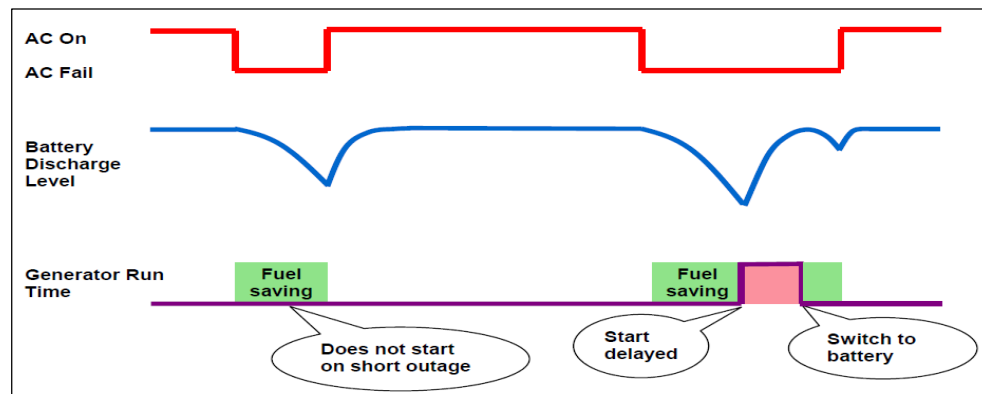 AC On
AC Fail
Battery
Discharge
Level
Generator Run
Time
Fuel
saving
Fuel
saving
Does not start
on short outage
Start
delayed
Switch to
battery